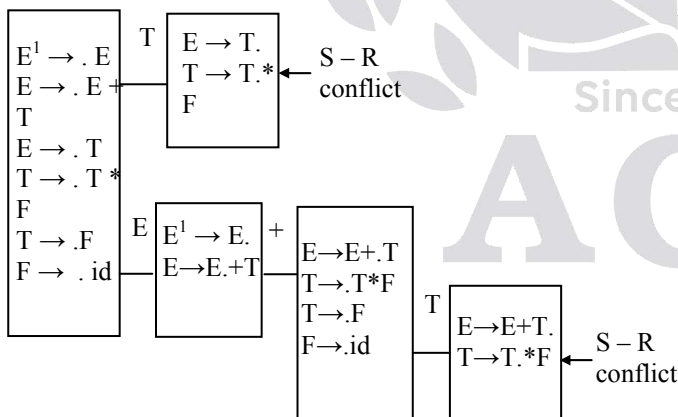 E¹ → . E
E → . E +
T
E → . T
T → . T *
F
T → .F
F → . id
T
E → T.
T → T.*
F
S – R
conflict
E
E¹ → E.
E→E.+T
+
E→E+.T
T→.T*F
T→.F
F→.id
T
E→E+T.
T→T.*F
S – R
conflict
Since
AC